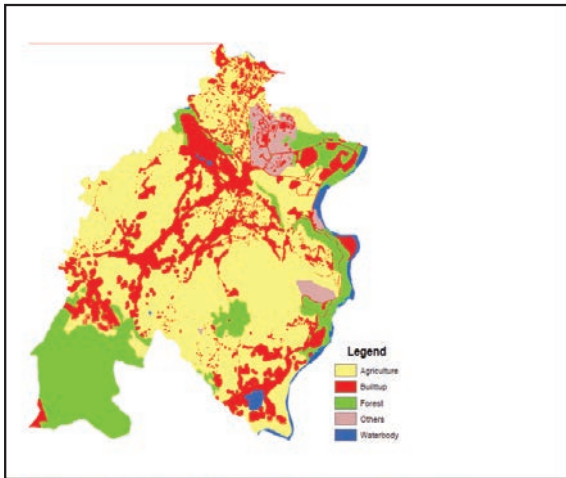 Legend
Agriculture
Builtup
Forest
Others
Waterbody